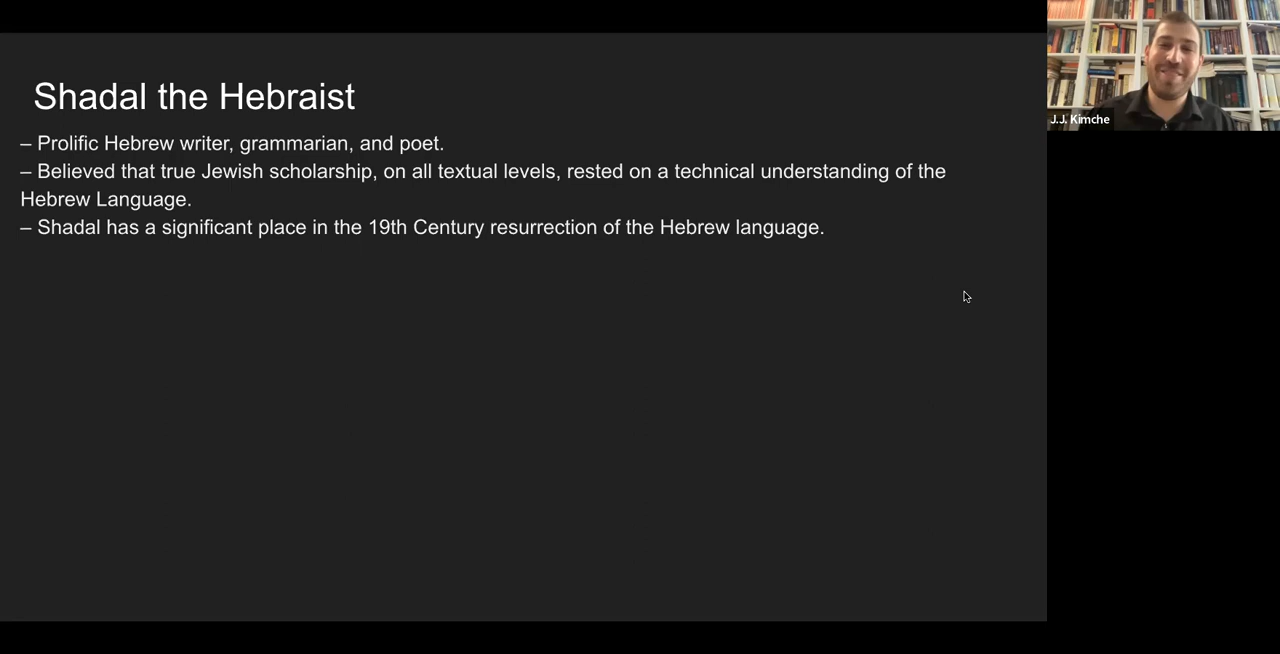 Shadal the Hebraist
– Prolific Hebrew writer, grammarian, and poet.
– Believed that true Jewish scholarship, on all textual levels, rested on a technical understanding of the
Hebrew Language.
– Shadal has a significant place in the 19th Century resurrection of the Hebrew language.
J.J. Kimche